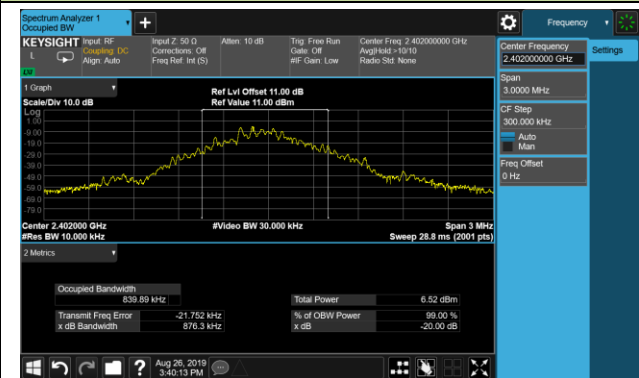 Spectrum Analyzer 1
Occupied BW
+
Frequency
KEYSIGHT
L
Input: RF
Coupling: DC
Align: Auto
Input Z: 50 Ω
Corrections: Off
Freq Ref: Int (S)
Atten: 10 dB
Trig: Free Run
Gate: Off
#IF Gain: Low
Center Freq: 2.402000000 GHz
Avg|Hold:>10/10
Radio Std: None
Center Frequency
2.402000000 GHz
Settings
Span
3.0000 MHz
CF Step
300.000 kHz
Auto
Man
Freq Offset
0 Hz
1 Graph
Scale/Div 10.0 dB
Ref Lvl Offset 11.00 dB
Ref Value 11.00 dBm
Log
1.00
-9.00
-19.0
-29.0
-39.0
-49.0
-59.0
-69.0
-79.0
Center 2.402000 GHz
#Res BW 10.000 kHz
#Video BW 30.000 kHz
Span 3 MHz
Sweep 28.8 ms (2001 pts)
2 Metrics
Occupied Bandwidth
839.89 kHz
Total Power 6.52 dBm
Transmit Freq Error -21.752 kHz
% of OBW Power 99.00 %
x dB Bandwidth 876.3 kHz
x dB -20.00 dB
?
Aug 26, 2019
3:40:13 PM